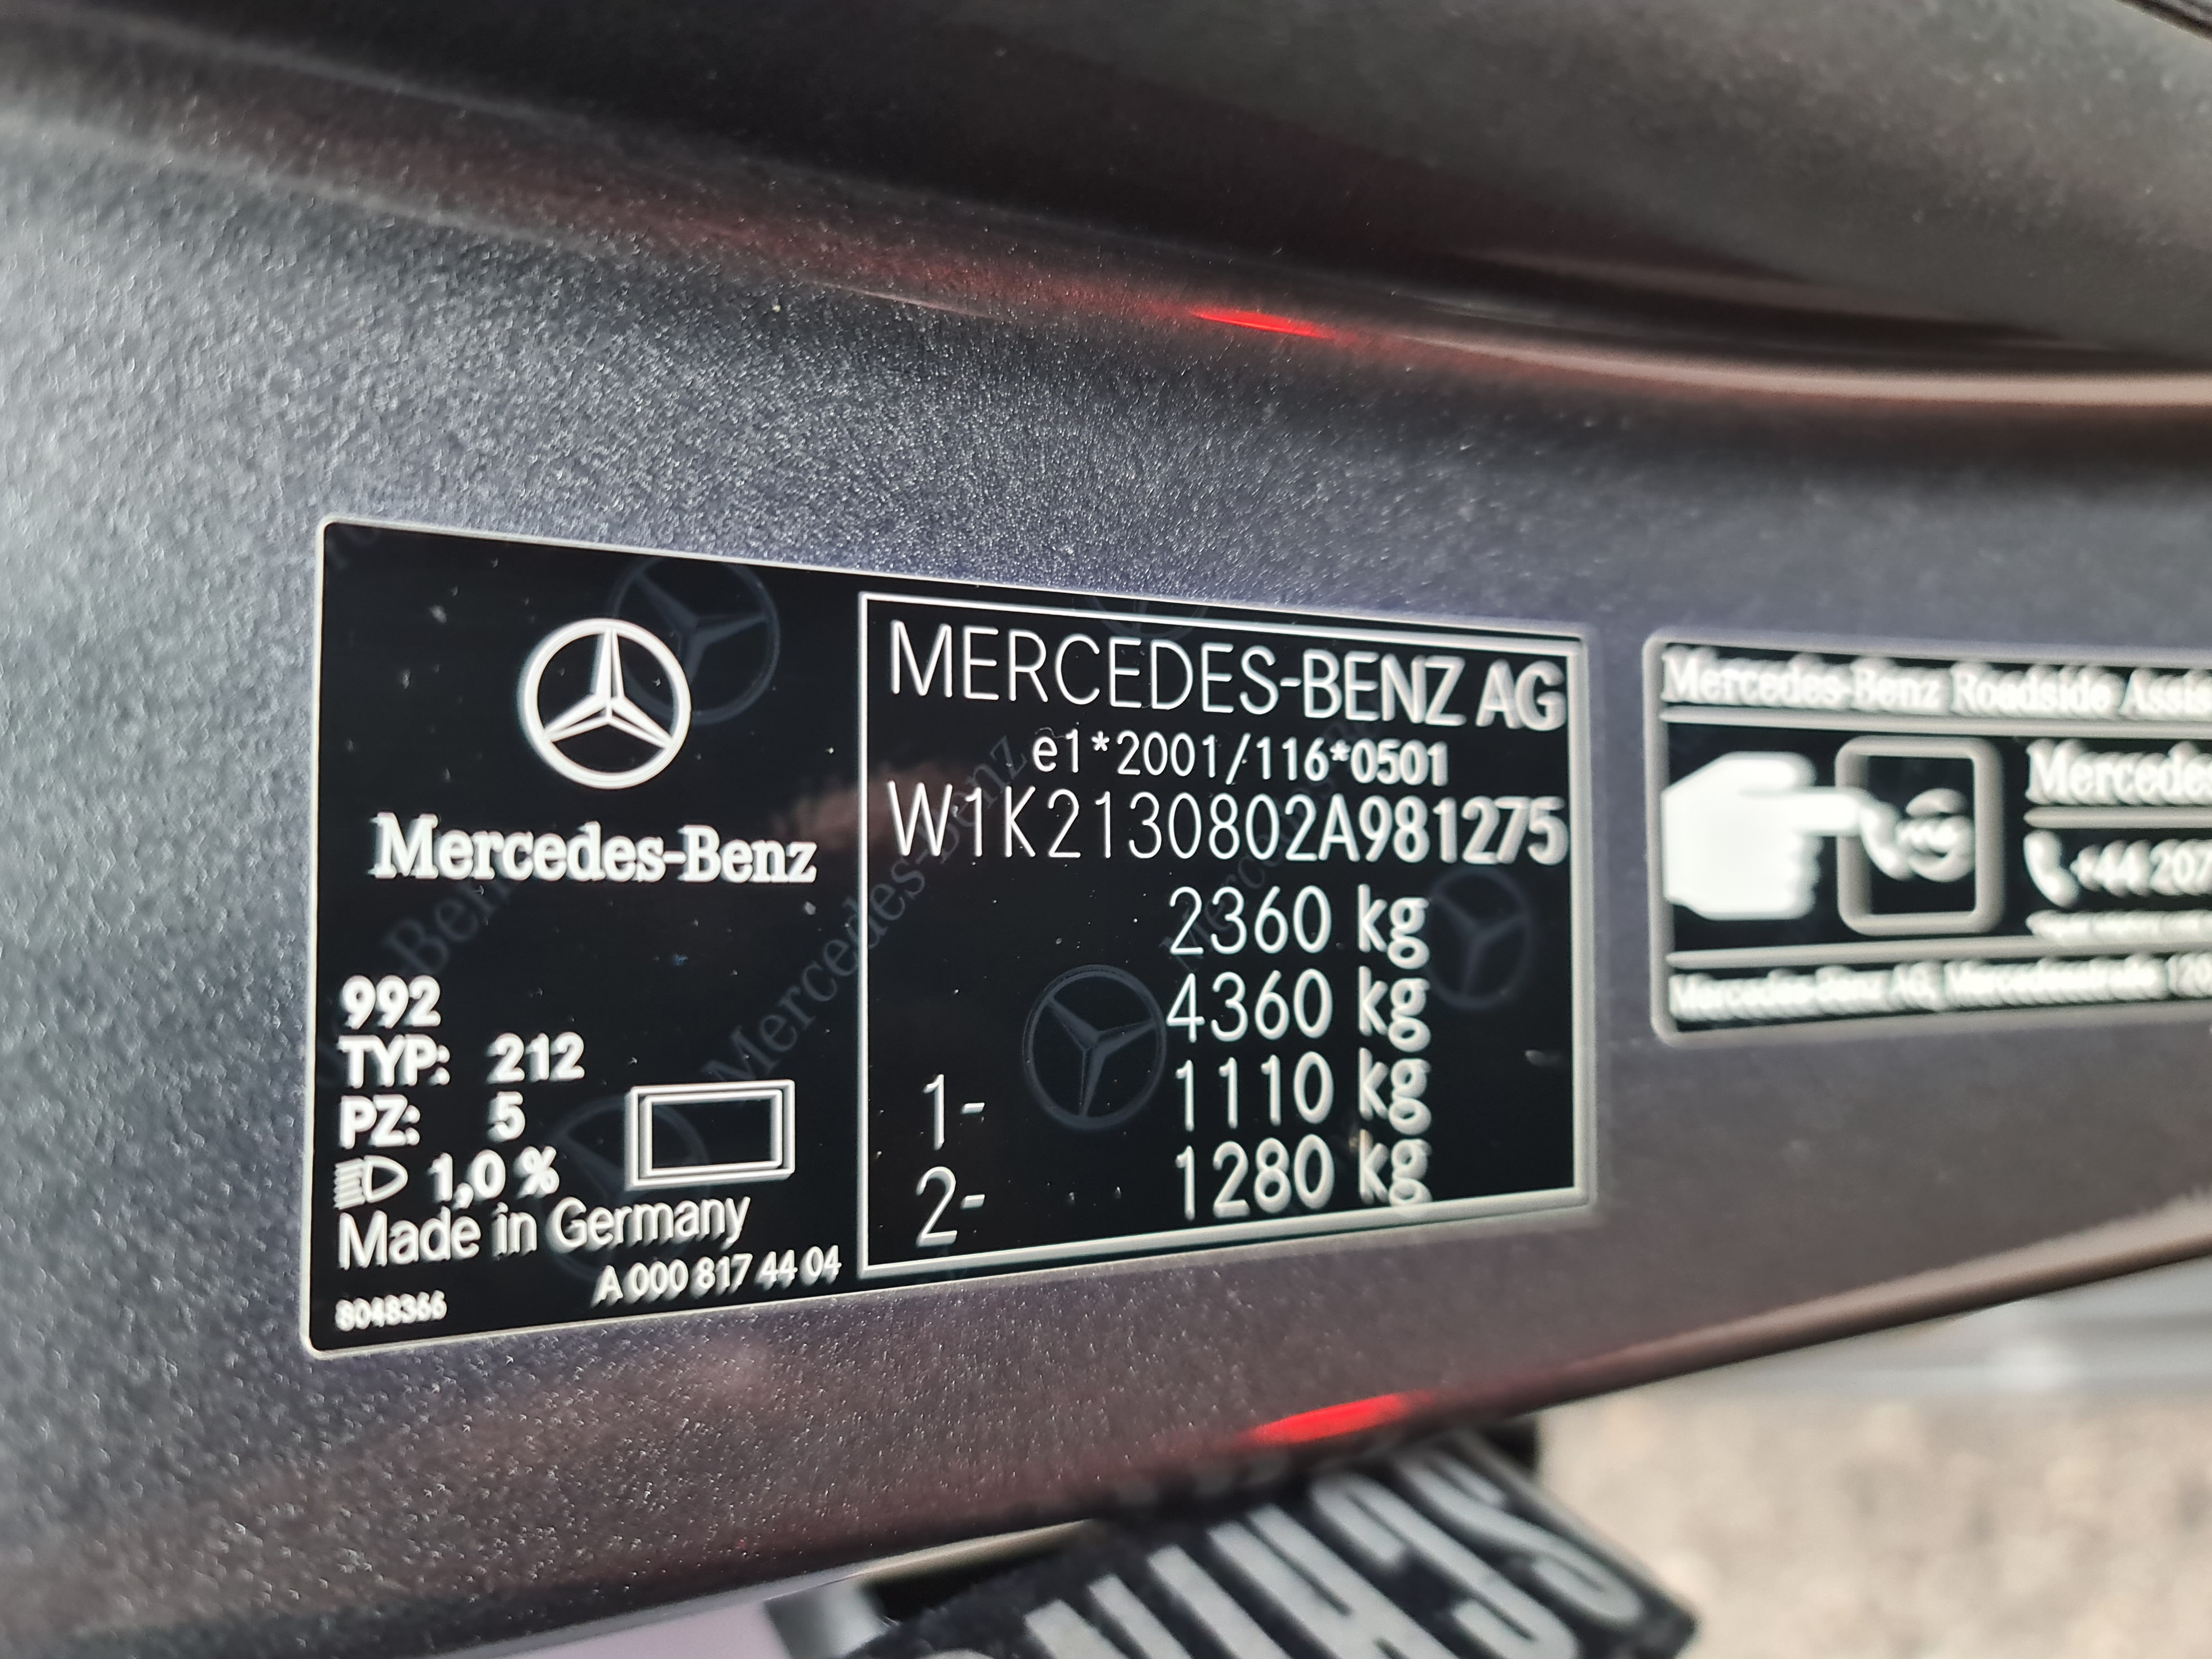 Mercedes-Benz
992
TYP: 212
PZ: 5
1,0 %
Made in Germany
A 000 817 44 04
8048366
MERCEDES-BENZ AG
e1*2001/116*0501
W1K2130802A981275
2360 kg
4360 kg
1- 1110 kg
2- 1280 kg
Mercedes-Benz Roadside
Mercedes
+44 207
Mercedes-Benz AG, Mercedesstraße